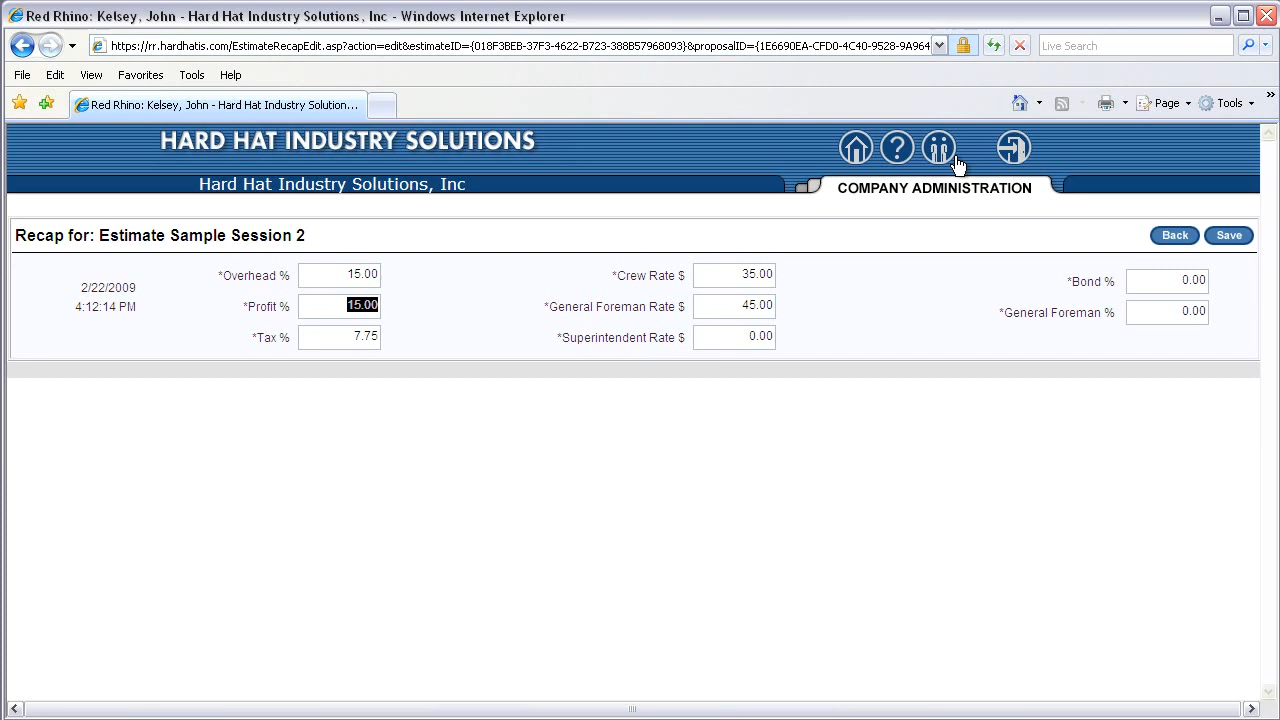 Red Rhino: Kelsey, John - Hard Hat Industry Solutions, Inc - Windows Internet Explorer
https://rr.hardhatis.com/EstimateRecapEdit.asp?action=edit&estimateID={018F3BEB-37F3-4622-B723-388B57968093}&proposalID={1E6690EA-CFD0-4C40-9528-9A964
Live Search
File Edit View Favorites Tools Help
Red Rhino: Kelsey, John - Hard Hat Industry Solution...
Page Tools
HARD HAT INDUSTRY SOLUTIONS
Hard Hat Industry Solutions, Inc
COMPANY ADMINISTRATION
Recap for: Estimate Sample Session 2
Back Save
2/22/2009
4:12:14 PM
*Overhead % 15.00
*Profit % 15.00
*Tax % 7.75
*Crew Rate $ 35.00
*General Foreman Rate $ 45.00
*Superintendent Rate $ 0.00
*Bond % 0.00
*General Foreman % 0.00